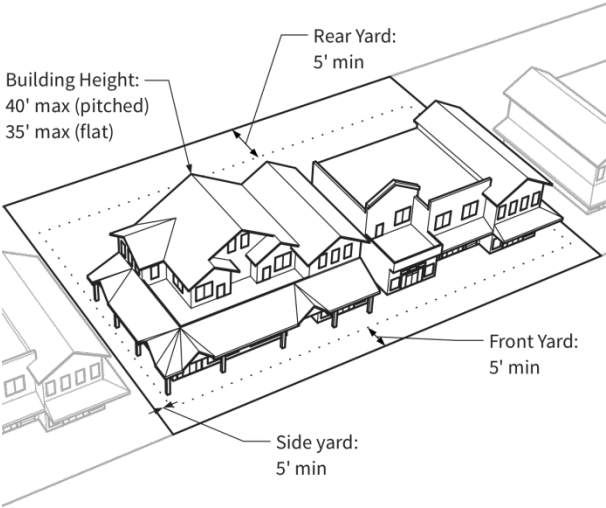 Rear Yard:
5' min
Building Height:
40' max (pitched)
35' max (flat)
Front Yard:
5' min
Side yard:
5' min